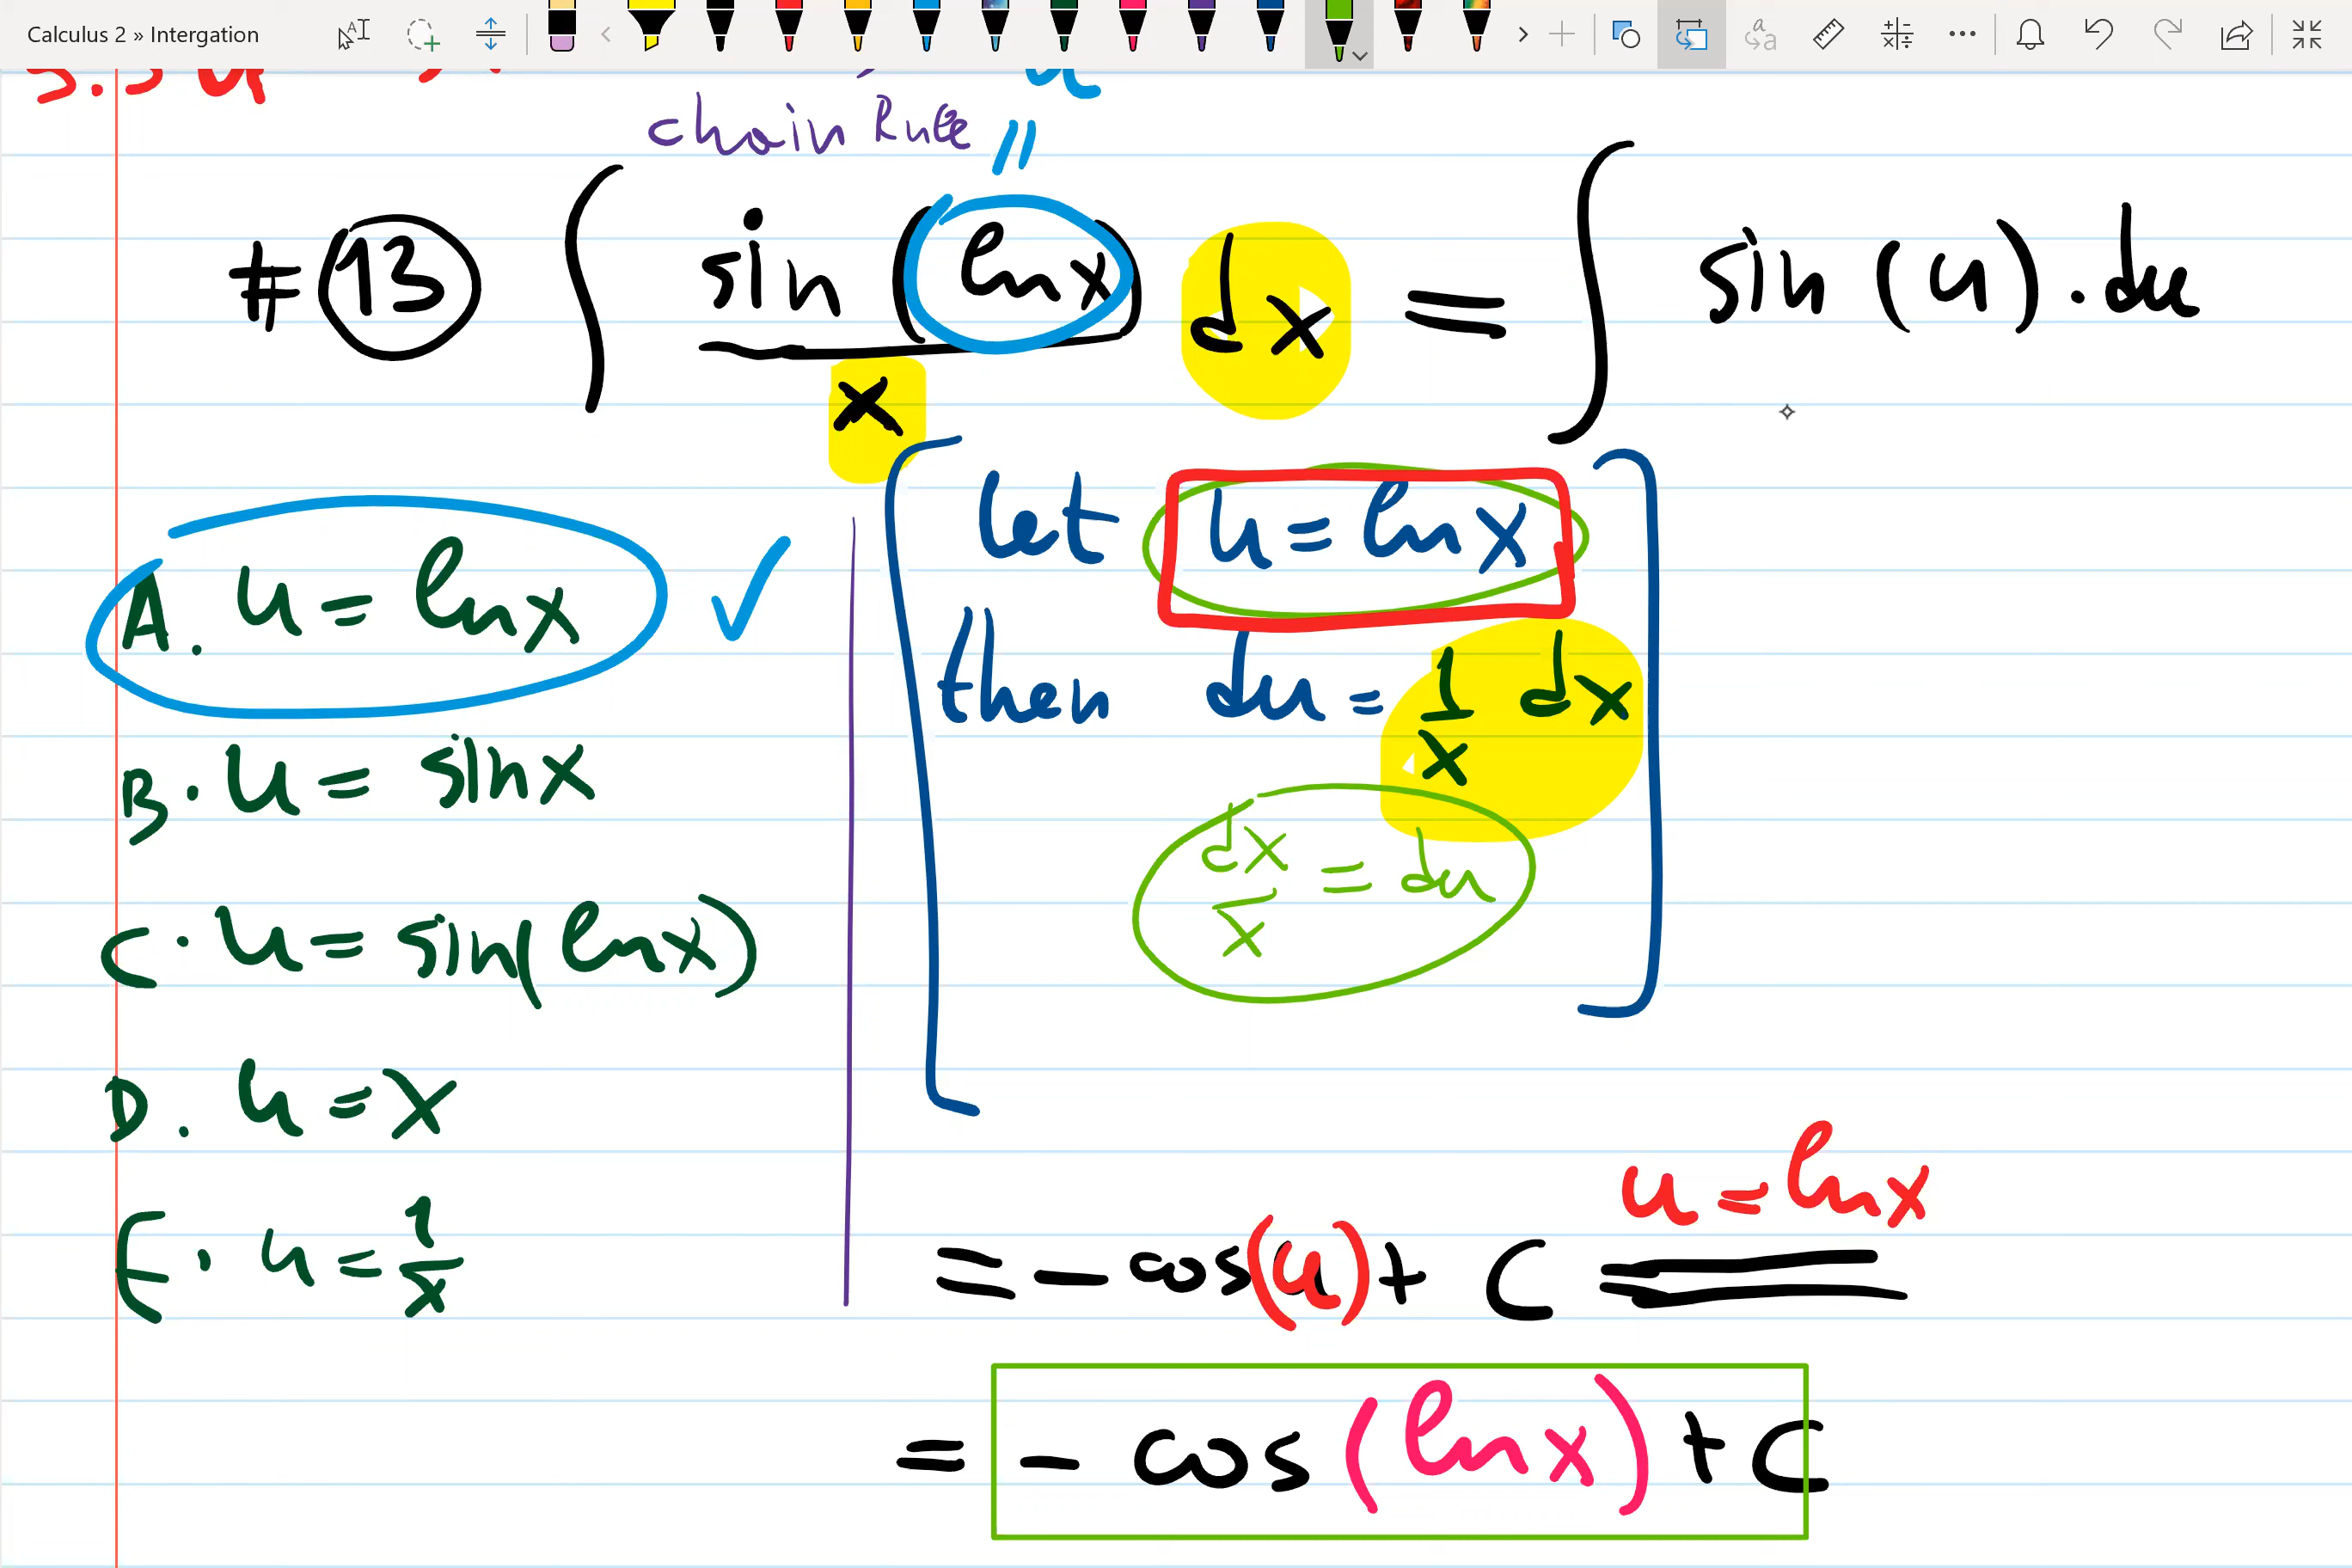 Calculus 2 » Intergation
chain Rule
u
#13 ∫ sin (lnx) / x dx = ∫ sin (u) . du
let u = lnx
then du = 1/x dx
dx/x = du
A. u = lnx ✓
B. u = sinx
C. u = sin(lnx)
D. u = x
E. u = 1/x
u = lnx
= - cos(u) + C =
= - cos (lnx) + C